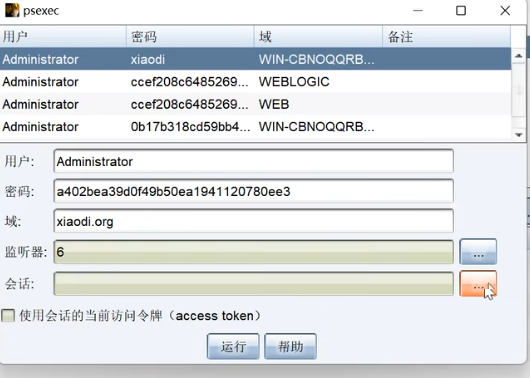 psexec
用户 密码 域 备注
Administrator xiaodi WIN-CBNOQQRB...
Administrator ccef208c6485269... WEBLOGIC
Administrator ccef208c6485269... WEB
Administrator 0b17b318cd59bb4... WIN-CBNOQQRB...
用户: Administrator
密码: a402bea39d0f49b50ea1941120780ee3
域: xiaodi.org
监听器: 6 ...
会话: ...
使用会话的当前访问令牌（access token）
运行 帮助